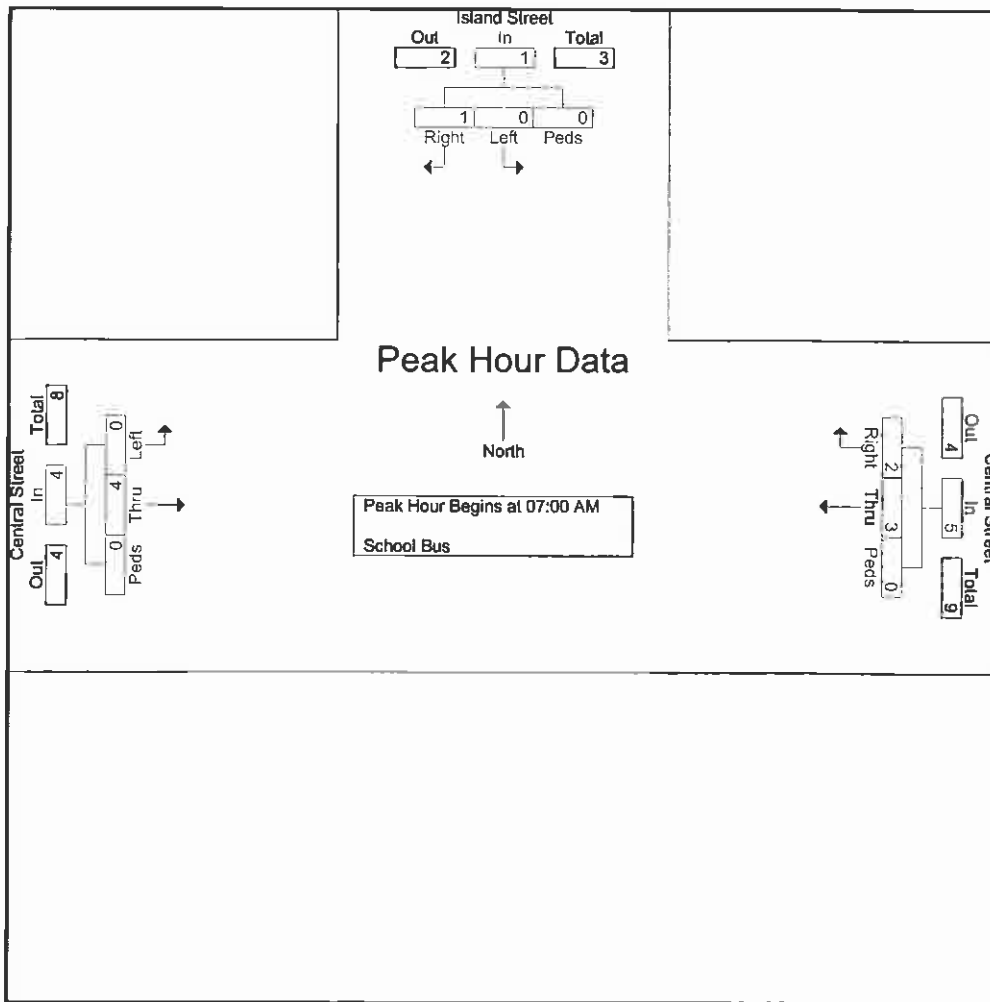 Island Street
Out In Total
2 1 3
1 0 0
Right Left Peds
Peak Hour Data
North
Peak Hour Begins at 07:00 AM
School Bus
Central Street
Total In Out
8 4 4
0 4 0
Left Thru Peds
Central Street
Out In Total
4 5 9
2 3 0
Right Thru Peds